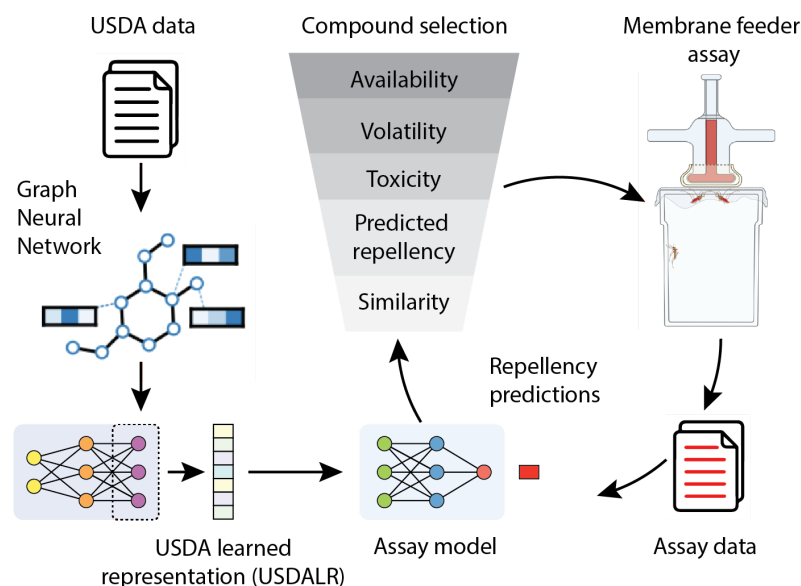 USDA data
Graph
Neural
Network
USDA learned
representation (USDALR)
Compound selection
Availability
Volatility
Toxicity
Predicted
repellency
Similarity
Assay model
Repellency
predictions
Membrane feeder
assay
Assay data